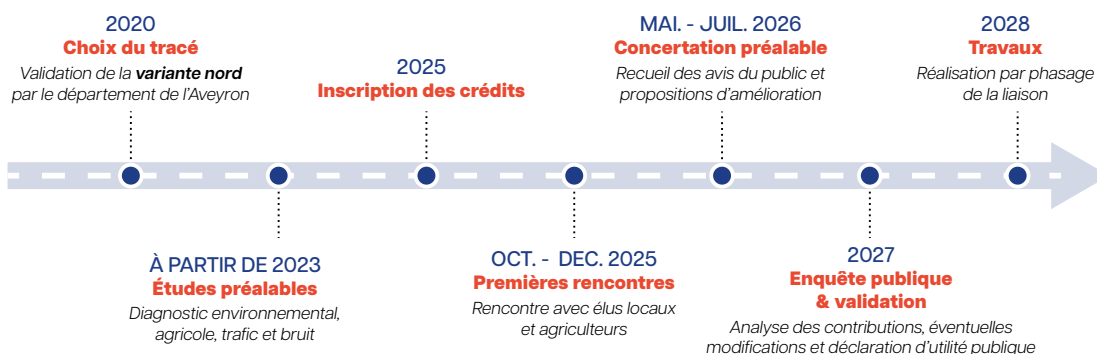 2020
Choix du tracé
Validation de la variante nord
par le département de l'Aveyron
À PARTIR DE 2023
Études préalables
Diagnostic environnemental,
agricole, trafic et bruit
2025
Inscription des crédits
OCT. - DEC. 2025
Premières rencontres
Rencontre avec élus locaux
et agriculteurs
MAI. - JUIL. 2026
Concertation préalable
Recueil des avis du public et
propositions d'amélioration
2027
Enquête publique
& validation
Analyse des contributions, éventuelles
modifications et déclaration d'utilité publique
2028
Travaux
Réalisation par phasage
de la liaison